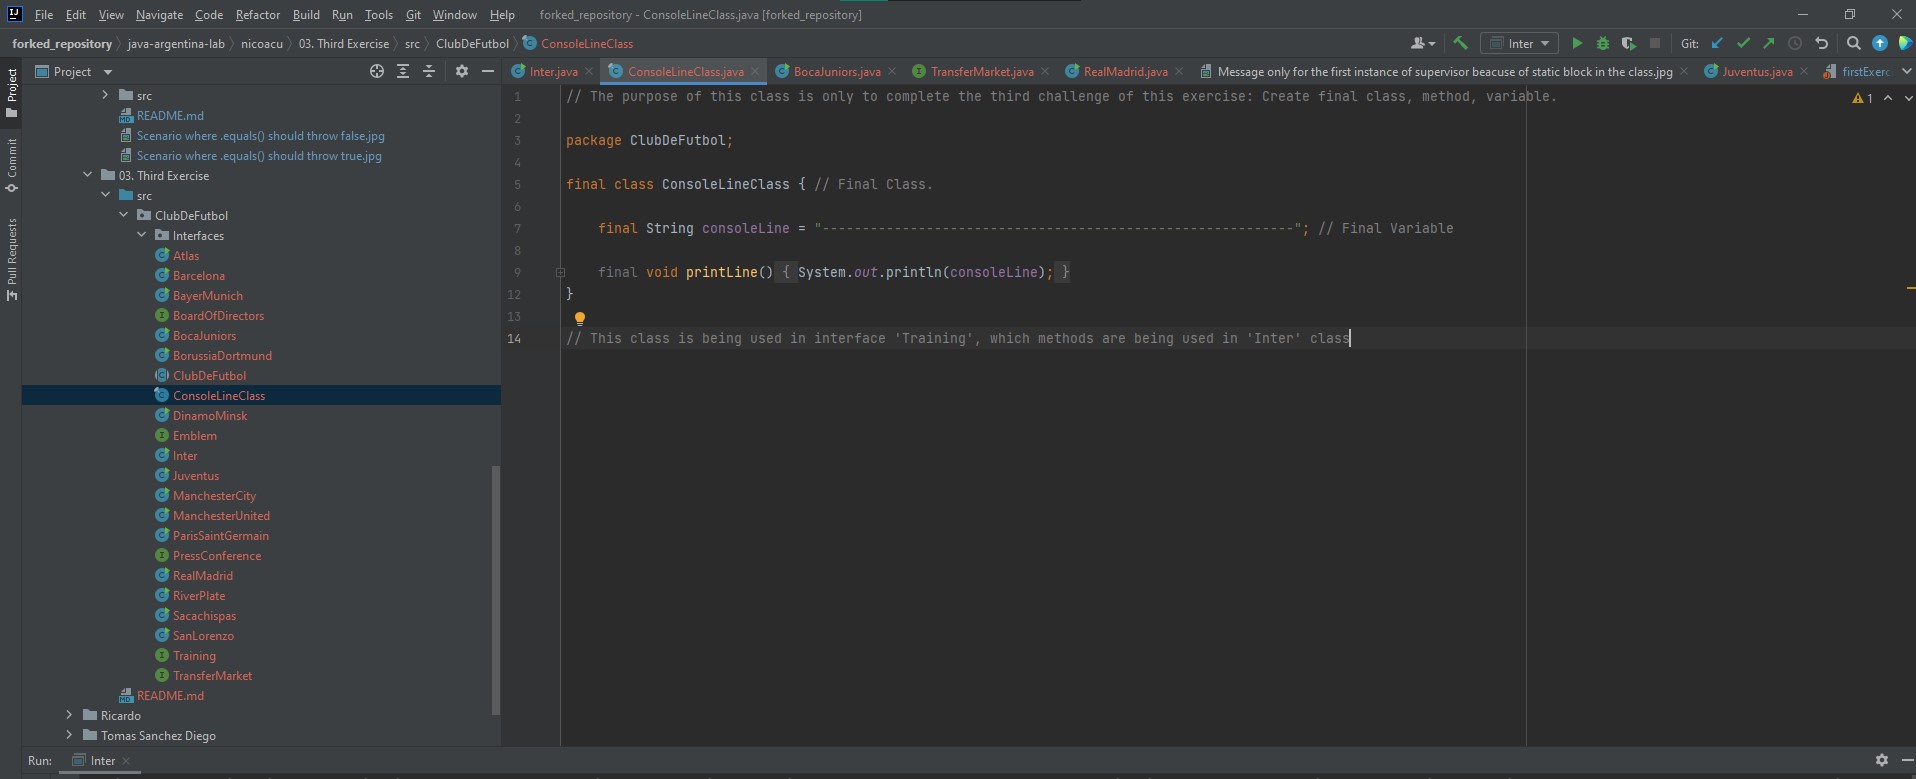 File Edit View Navigate Code Refactor Build Run Tools Git Window Help forked_repository - ConsoleLineClass.java [forked_repository]
forked_repository java-argentina-lab nicoacu 03. Third Exercise src ClubDeFutbol ConsoleLineClass Inter Git:
Project
Inter.java ConsoleLineClass.java BocaJuniors.java TransferMarket.java RealMadrid.java Message only for the first instance of supervisor beacuse of static block in the class.jpg Juventus.java firstExerc
Project
Commit
Pull Requests
src
README.md
Scenario where .equals() should throw false.jpg
Scenario where .equals() should throw true.jpg
03. Third Exercise
src
ClubDeFutbol
Interfaces
Atlas
Barcelona
BayerMunich
BoardOfDirectors
BocaJuniors
BorussiaDortmund
ClubDeFutbol
ConsoleLineClass
DinamoMinsk
Emblem
Inter
Juventus
ManchesterCity
ManchesterUnited
ParisSaintGermain
PressConference
RealMadrid
RiverPlate
Sacachispas
SanLorenzo
Training
TransferMarket
README.md
Ricardo
Tomas Sanchez Diego
1 // The purpose of this class is only to complete the third challenge of this exercise: Create final class, method, variable. 1
2
3 package ClubDeFutbol;
4
5 final class ConsoleLineClass { // Final Class.
6
7 final String consoleLine = "-----------------------------------------------------------"; // Final Variable
8
9 final void printLine() { System.out.println(consoleLine); }
12 }
13
14 // This class is being used in interface 'Training', which methods are being used in 'Inter' class
Run: Inter